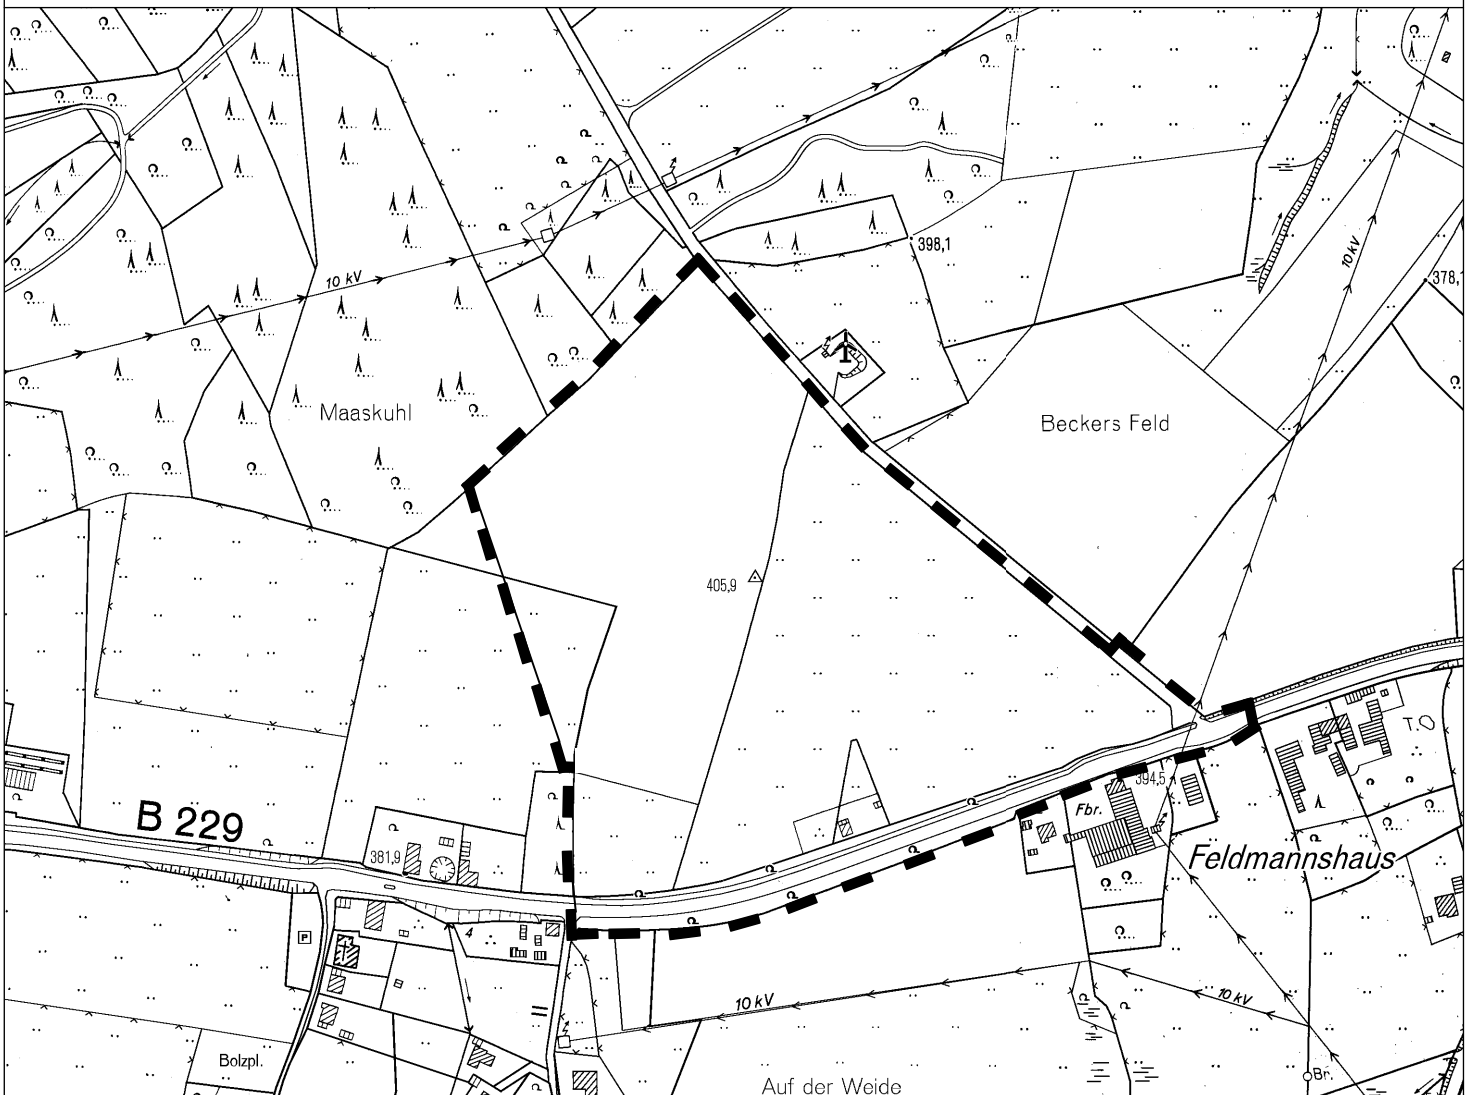 398,1
10 kV
10 kV
378,
Maaskuhl
Beckers Feld
405,9
T.O
394,5
B 229
Fbr.
381,9
Feldmannshaus
4
P
10 kV
10 kV
Bolzpl.
Auf der Weide
Br.